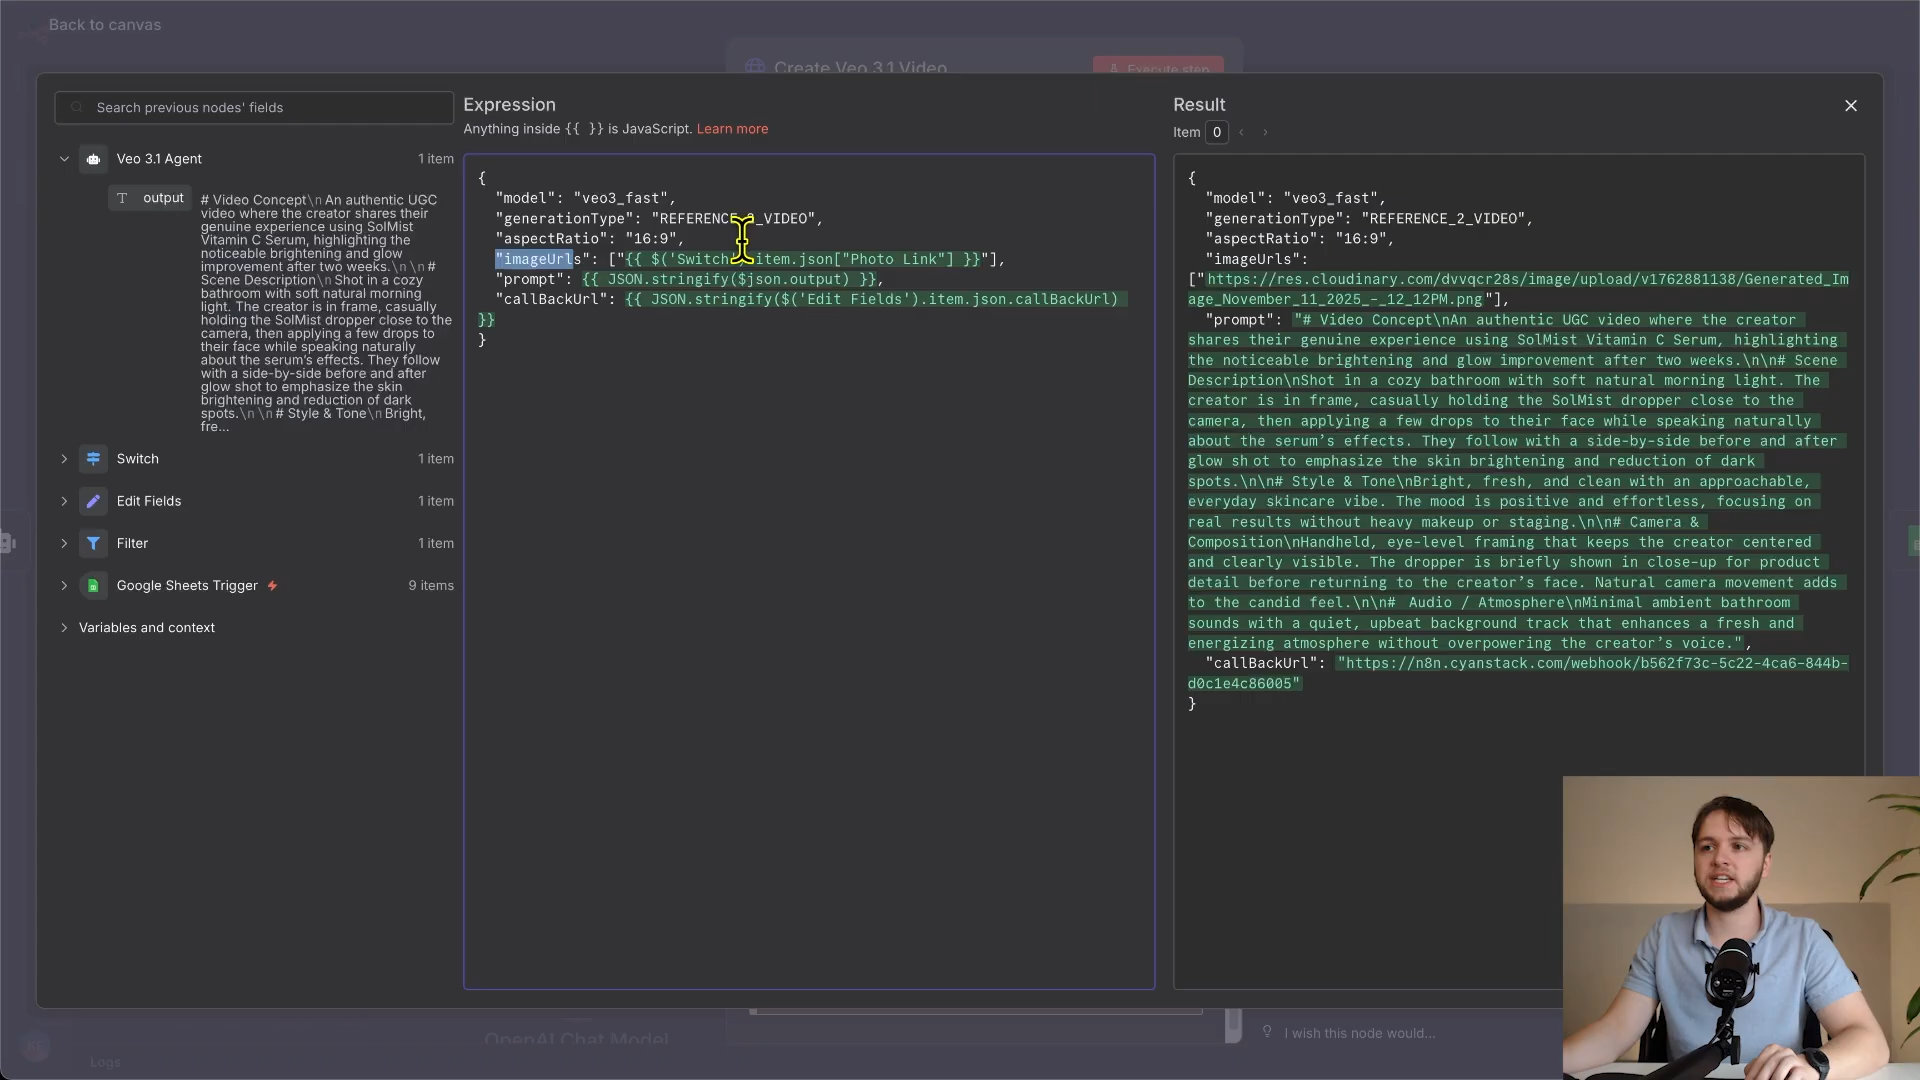 Back to canvas
Create Veo 3.1 Video
Execute step
Search previous nodes' fields
Veo 3.1 Agent
1 item
output
# Video Concept\n An authentic UGC
video where the creator shares their
genuine experience using SolMist
Vitamin C Serum, highlighting the
noticeable brightening and glow
improvement after two weeks.\n \n #
Scene Description\n Shot in a cozy
bathroom with soft natural morning
light. The creator is in frame, casually
holding the SolMist dropper close to the
camera, then applying a few drops to
their face while speaking naturally
about the serum's effects. They follow
with a side-by-side before and after
glow shot to emphasize the skin
brightening and reduction of dark
spots.\n \n # Style & Tone\n Bright,
fre...
Switch
1 item
Edit Fields
1 item
Filter
1 item
Google Sheets Trigger
9 items
Variables and context
Expression
Anything inside {{ }} is JavaScript. Learn more
{
"model": "veo3_fast",
"generationType": "REFERENCE_2_VIDEO",
"aspectRatio": "16:9",
"imageUrls": ["{{ $('Switch').item.json["Photo Link"] }}"],
"prompt": {{ JSON.stringify($json.output) }},
"callBackUrl": {{ JSON.stringify($('Edit Fields').item.json.callBackUrl)
}}
}
Result
Item 0
{
"model": "veo3_fast",
"generationType": "REFERENCE_2_VIDEO",
"aspectRatio": "16:9",
"imageUrls":
["https://res.cloudinary.com/dvvqcr28s/image/upload/v1762881138/Generated_Im
age_November_11_2025_-_12_12PM.png"],
"prompt": "# Video Concept\nAn authentic UGC video where the creator
shares their genuine experience using SolMist Vitamin C Serum, highlighting
the noticeable brightening and glow improvement after two weeks.\n\n# Scene
Description\nShot in a cozy bathroom with soft natural morning light. The
creator is in frame, casually holding the SolMist dropper close to the
camera, then applying a few drops to their face while speaking naturally
about the serum’s effects. They follow with a side-by-side before and after
glow shot to emphasize the skin brightening and reduction of dark
spots.\n\n# Style & Tone\nBright, fresh, and clean with an approachable,
everyday skincare vibe. The mood is positive and effortless, focusing on
real results without heavy makeup or staging.\n\n# Camera &
Composition\nHandheld, eye-level framing that keeps the creator centered
and clearly visible. The dropper is briefly shown in close-up for product
detail before returning to the creator’s face. Natural camera movement adds
to the candid feel.\n\n# Audio / Atmosphere\nMinimal ambient bathroom
sounds with a quiet, upbeat background track that enhances a fresh and
energizing atmosphere without overpowering the creator’s voice.",
"callBackUrl": "https://n8n.cyanstack.com/webhook/b562f73c-5c22-4ca6-844b-
d0c1e4c86005"
}
OpenAI Chat Model
I wish this node would...
Logs